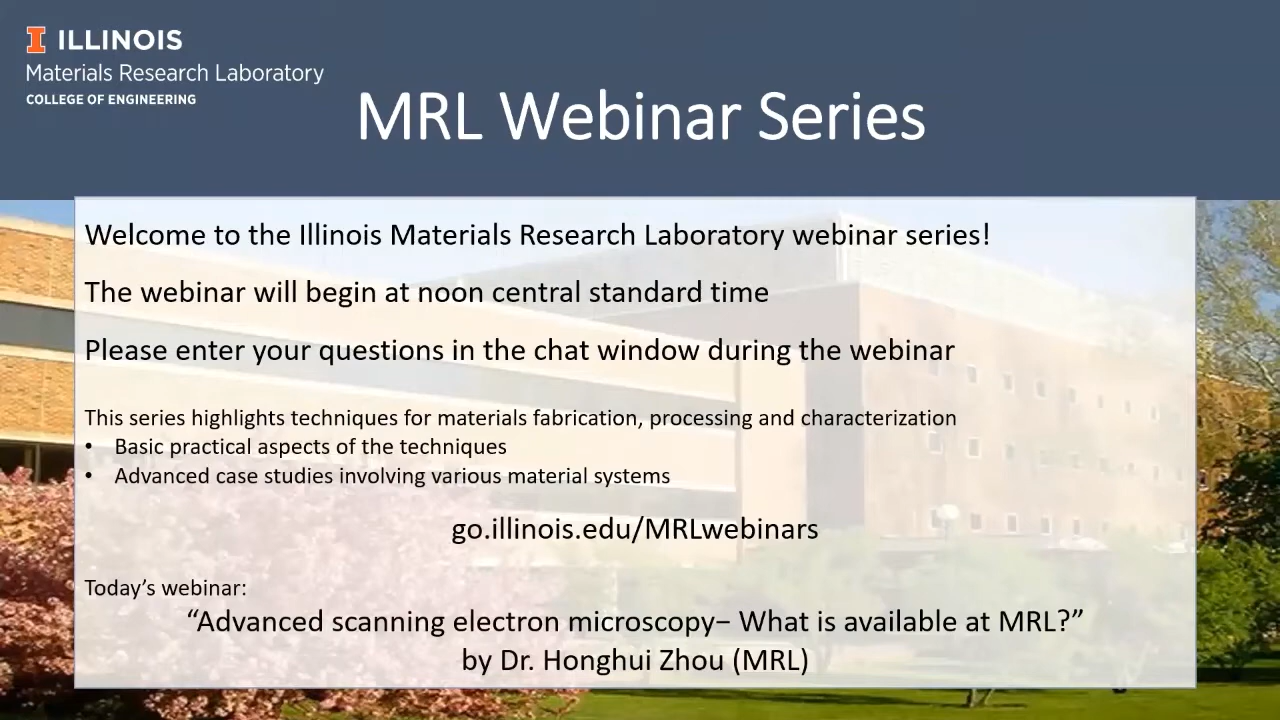 ILLINOIS
Materials Research Laboratory
COLLEGE OF ENGINEERING
MRL Webinar Series
Welcome to the Illinois Materials Research Laboratory webinar series!
The webinar will begin at noon central standard time
Please enter your questions in the chat window during the webinar
This series highlights techniques for materials fabrication, processing and characterization
• Basic practical aspects of the techniques
• Advanced case studies involving various material systems
go.illinois.edu/MRLwebinars
Today’s webinar:
“Advanced scanning electron microscopy– What is available at MRL?”
by Dr. Honghui Zhou (MRL)